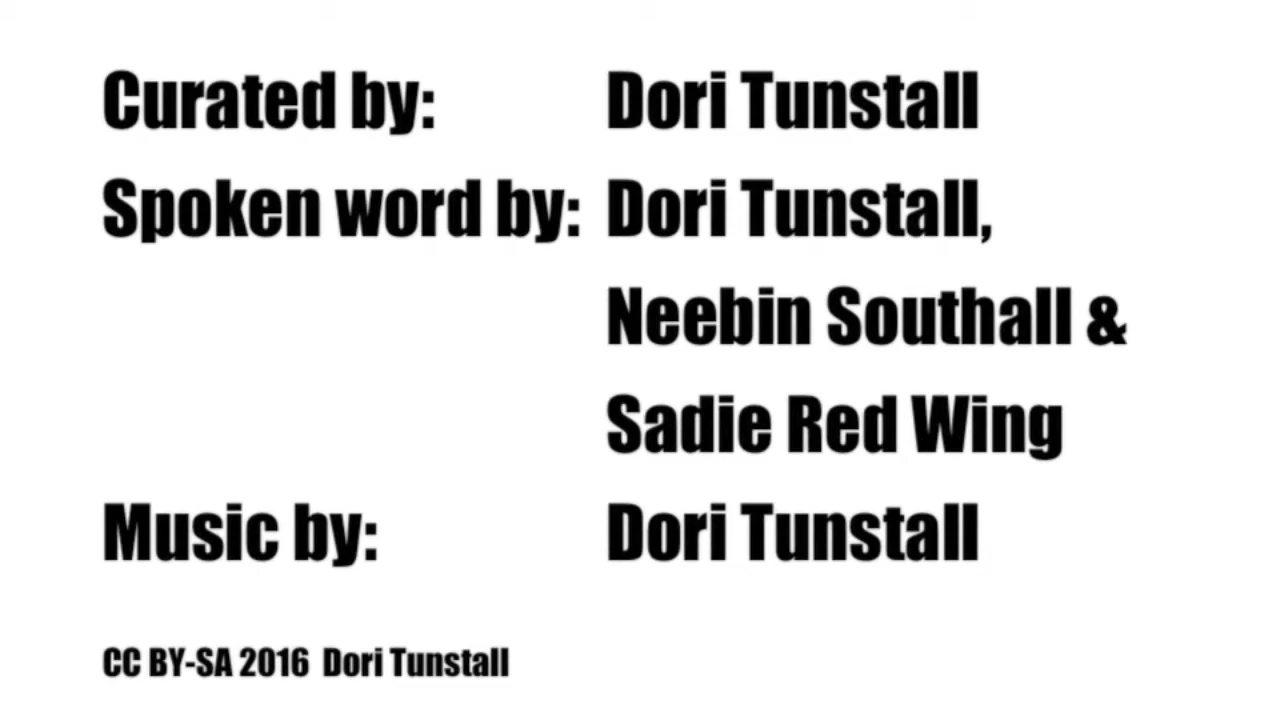 Curated by: Dori Tunstall
Spoken word by: Dori Tunstall,
Neebin Southall &
Sadie Red Wing
Music by: Dori Tunstall
CC BY-SA 2016 Dori Tunstall